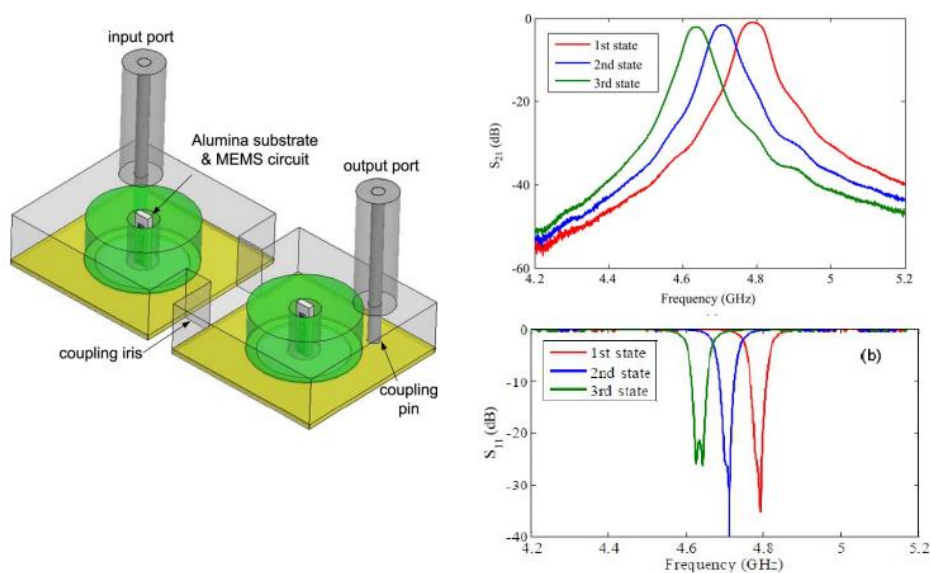 input port
Alumina substrate
& MEMS circuit
output port
coupling iris
coupling
pin
0
-20
-40
-60
S21 (dB)
1st state
2nd state
3rd state
4.2 4.4 4.6 4.8 5 5.2
Frequency (GHz)
0
-10
-20
-30
-40
S11 (dB)
1st state
2nd state
3rd state
(b)
4.2 4.4 4.6 4.8 5.0 5.2
Frequency (GHz)